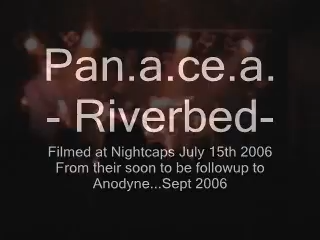 Pan.a.ce.a.
- Riverbed-
Filmed at Nightcaps July 15th 2006
From their soon to be followup to
Anodyne...Sept 2006